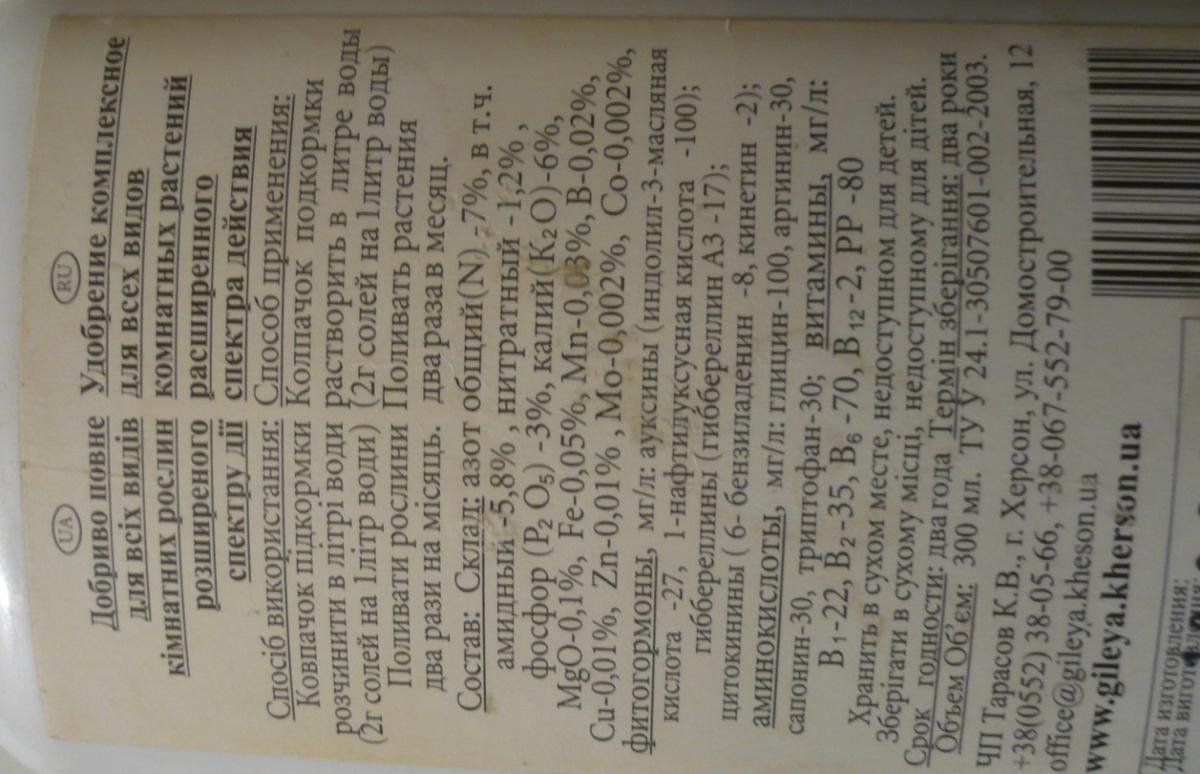 UA
Добриво повне
для всіх видів
кімнатних рослин
розширеного
спектру дії
Спосіб використання:
Ковпачок підкормки
розчинити в літрі води
(2г солей на 1літр води)
Поливати рослини
два рази на місяць.
RU
Удобрение комплексное
для всех видов
комнатных растений
расширенного
спектра действия
Способ применения:
Колпачок подкормки
растворить в литре воды
(2г солей на 1литр воды)
Поливать растения
два раза в месяц.
Состав: Склад: азот общий(N) -7%, в т.ч.
амидный -5,8% , нитратный -1,2% ,
фосфор (P₂ O₅) -3%, калий(K₂O)-6%,
MgO-0,1%, Fe-0,05%, Mn-0,03%, B-0,02%,
Cu-0,01%, Zn-0,01% , Mo-0,002%, Co-0,002%,
фитогормоны, мг/л: ауксины (индолил-3-масляная
кислота -27, 1-нафтилуксусная кислота -100);
гиббереллины (гиббереллин А3 -17);
цитокинины ( 6- бензиладенин -8, кинетин -2);
аминокислоты, мг/л: глицин-100, аргинин-30,
сапонин-30, триптофан-30; витамины, мг/л:
B₁-22, B₂-35, B₆-70, B₁₂-2, PP -80
Хранить в сухом месте, недоступном для детей.
Зберігати в сухому місці, недоступному для дітей.
Срок годности: два года Термін зберігання: два роки
Объем Об'єм: 300 мл. ТУ У 24.1-30507601-002-2003.
ЧП Тарасов К.В., г. Херсон, ул. Домостроительная, 12
+38(0552) 38-05-66, +38-067-552-79-00
office@gileya.kheson.ua
www.gileya.kherson.ua
Дата изготовления:
Дата